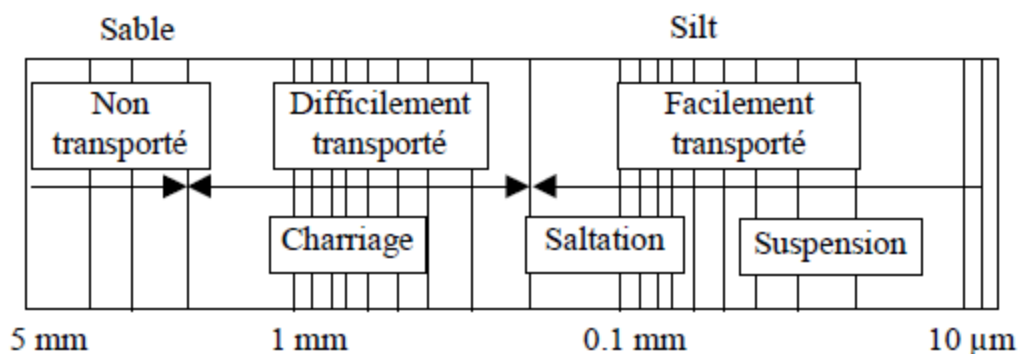 Sable
Silt
Non
transporté
Difficilement
transporté
Facilement
transporté
Charriage
Saltation
Suspension
5 mm
1 mm
0.1 mm
10 µm